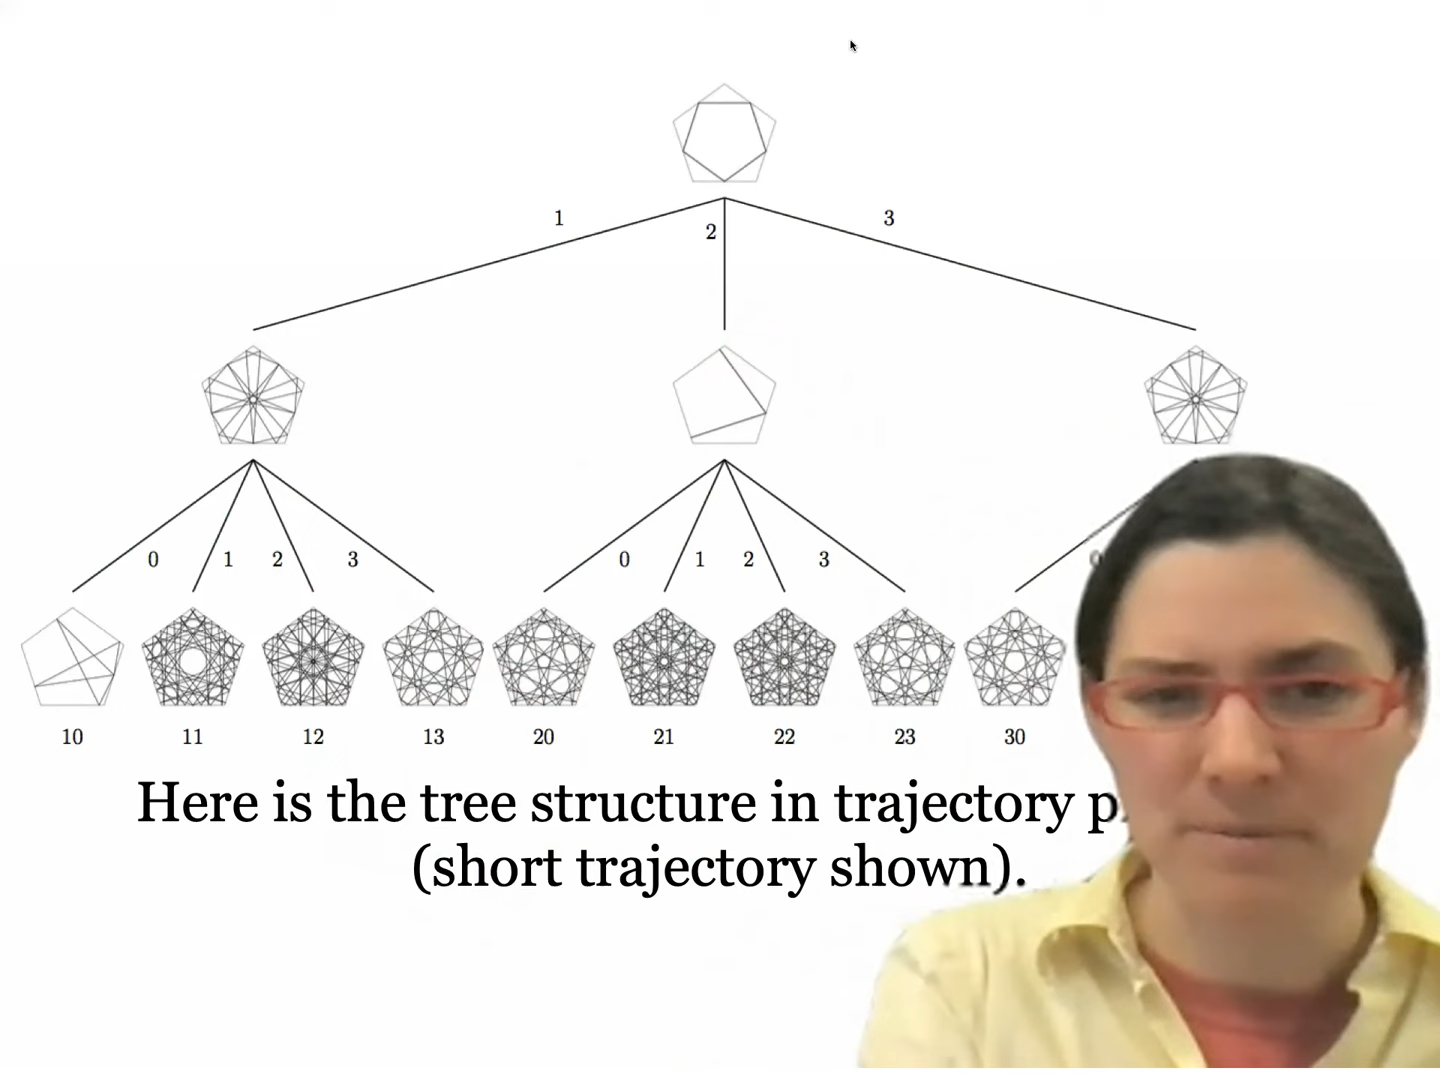 1
2
3
0 1 2 3 0 1 2 3
10 11 12 13 20 21 22 23 30
Here is the tree structure in trajectory
(short trajectory shown).